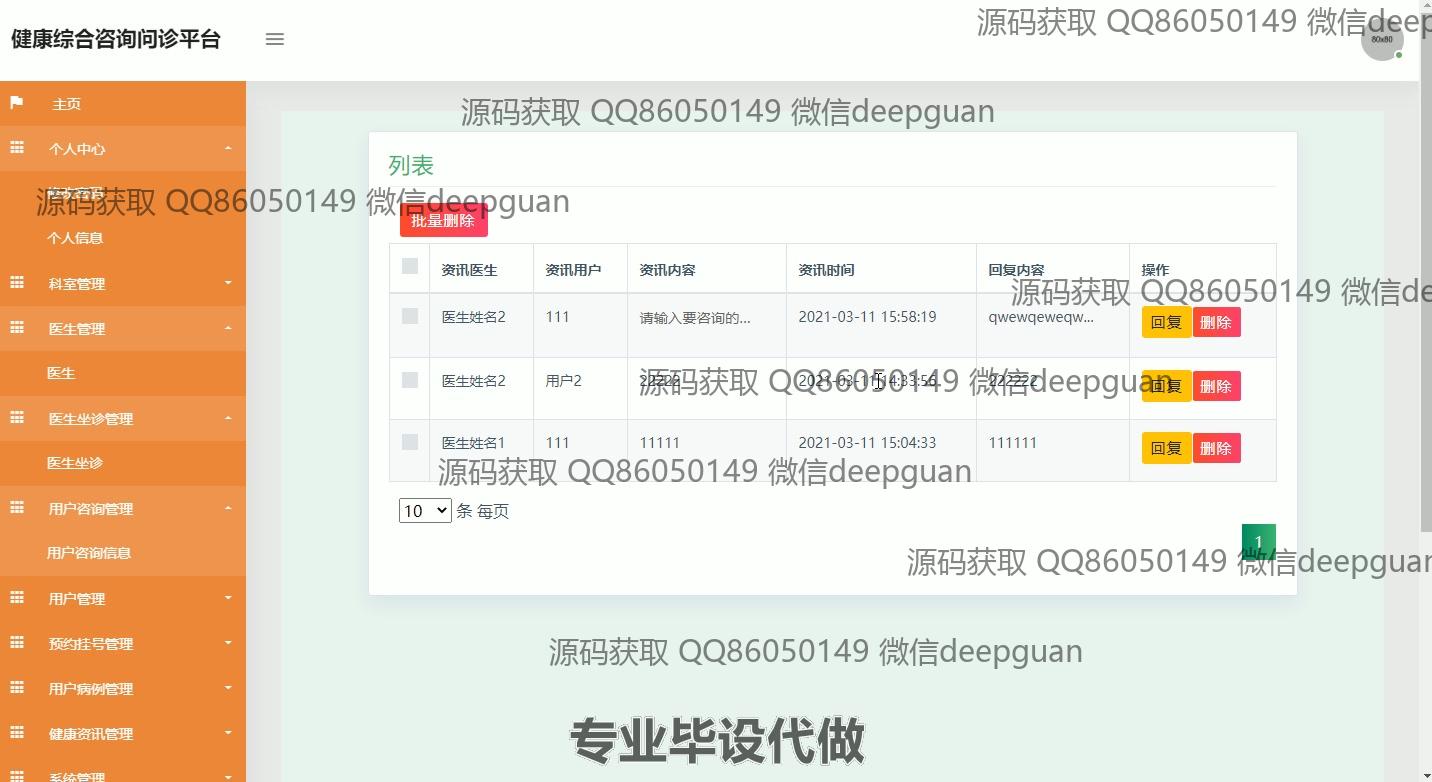 健康综合咨询问诊平台
源码获取 QQ86050149 微信deep
80x80
主页
源码获取 QQ86050149 微信deepguan
个人中心
列表
修改密码
源码获取 QQ86050149 微信deepguan
批量删除
个人信息
资讯医生 资讯用户 资讯内容 资讯时间 回复内容 操作
科室管理
源码获取 QQ86050149 微信de
医生姓名2 111 请输入要咨询的... 2021-03-11 15:58:19 qwewqeweqw... 回复 删除
医生管理
医生
医生姓名2 用户2 22222 2021-03-11 14:33:56 222222 回复 删除
源码获取 QQ86050149 微信deepguan
医生坐诊管理
医生姓名1 111 11111 2021-03-11 15:04:33 111111 回复 删除
医生坐诊
源码获取 QQ86050149 微信deepguan
用户咨询管理
10 条 每页
用户咨询信息
1
源码获取 QQ86050149 微信deepguan
用户管理
预约挂号管理
源码获取 QQ86050149 微信deepguan
用户病例管理
健康资讯管理
专业毕设代做
系统管理